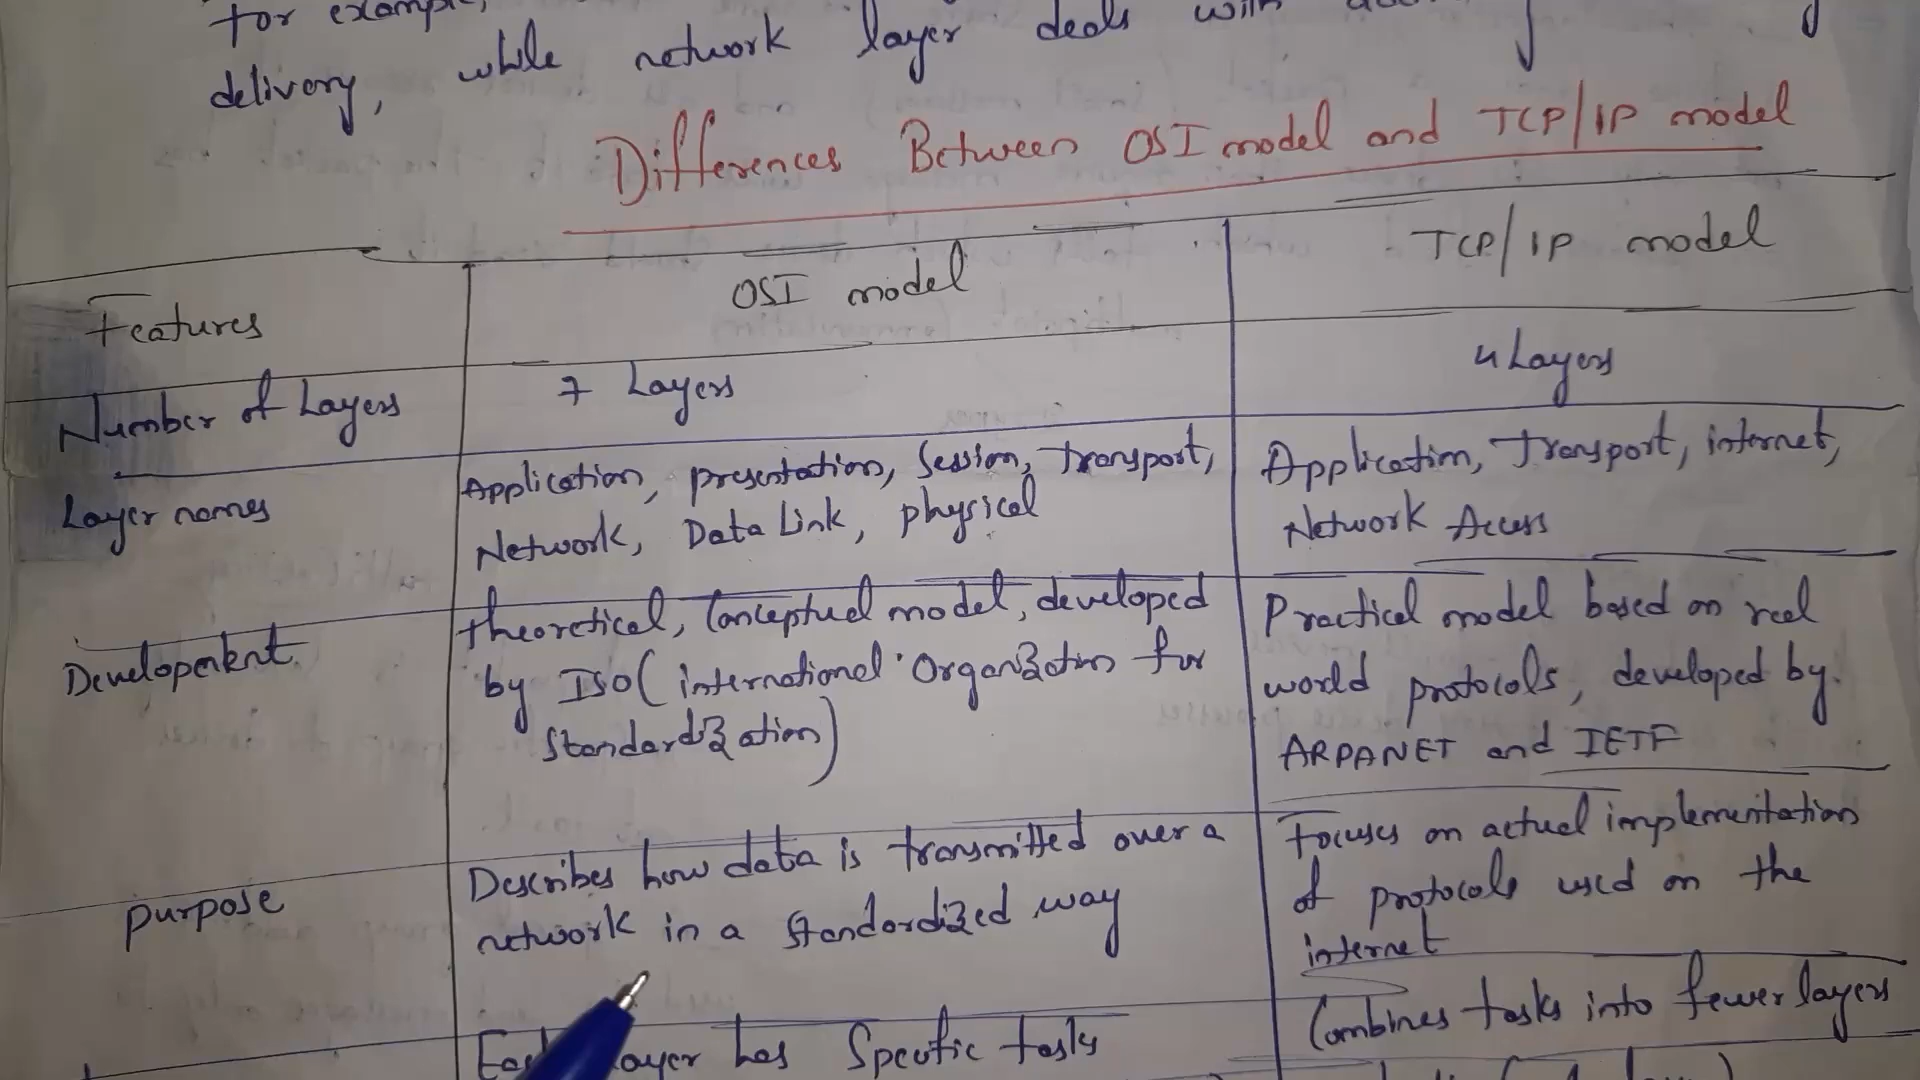 for example,
delivery, while network layer deals with
Differences Between OSI model and TCP/IP model
Features
OSI model
TCP/IP model
Number of Layers
7 Layers
4 Layers
Layer names
Application, presentation, Session, transport,
Network, Data Link, physical
Application, Transport, internet,
Network Access
Development
theoretical, Conceptual model, developed
by ISO (international Organization for
Standardization)
Practical model based on real
world protocols, developed by
ARPANET and IETF
purpose
Describes how data is transmitted over a
network in a Standardized way
focuses on actual implementation
of protocols used on the
internet
layer has Specific tasks
Combines tasks into fewer layers